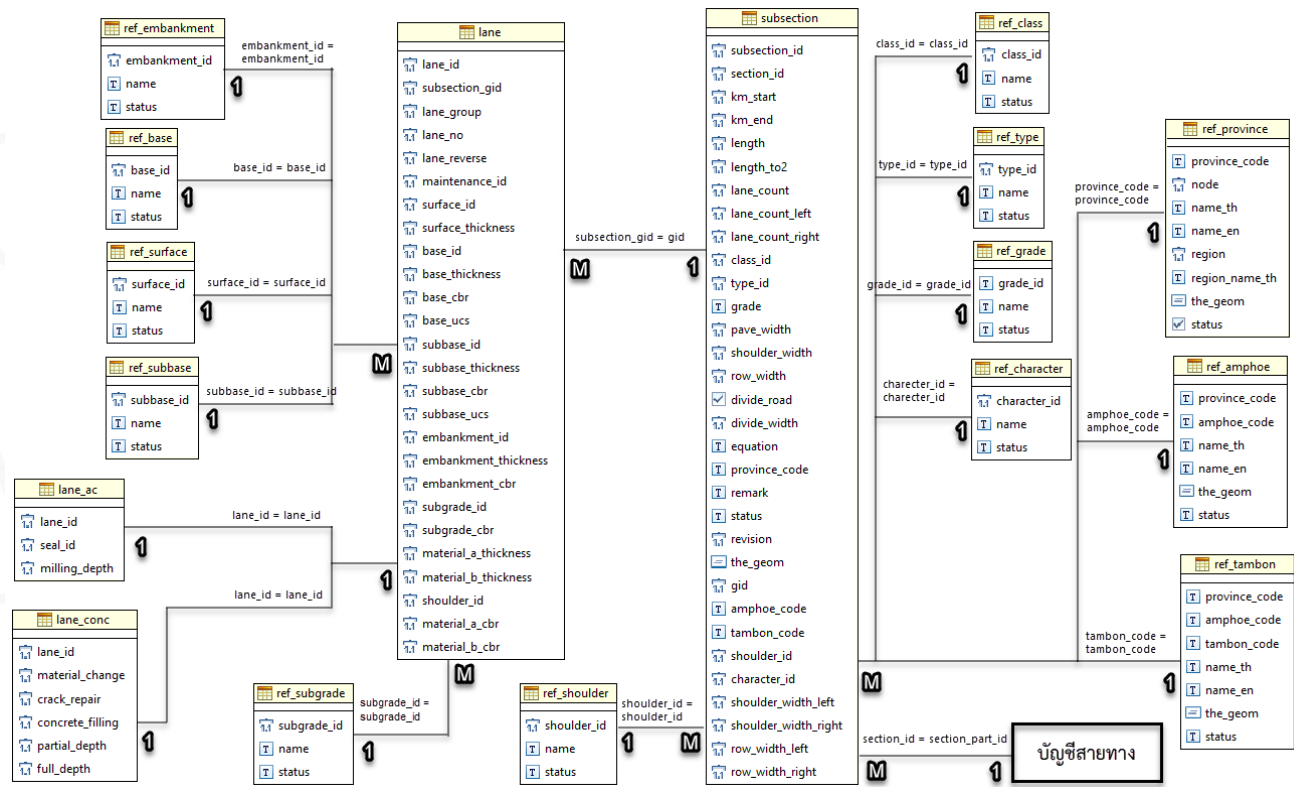 ref_embankment
embankment_id
name
status
embankment_id =
embankment_id
1
ref_base
base_id
name
status
base_id = base_id
1
ref_surface
surface_id
name
status
surface_id = surface_id
1
ref_subbase
subbase_id
name
status
subbase_id = subbase_id
1
M
lane_ac
lane_id
seal_id
milling_depth
lane_id = lane_id
1
lane_conc
lane_id
material_change
crack_repair
concrete_filling
partial_depth
full_depth
lane_id = lane_id
1
1
lane
lane_id
subsection_gid
lane_group
lane_no
lane_reverse
maintenance_id
surface_id
surface_thickness
base_id
base_thickness
base_cbr
base_ucs
subbase_id
subbase_thickness
subbase_cbr
subbase_ucs
embankment_id
embankment_thickness
embankment_cbr
subgrade_id
subgrade_cbr
material_a_thickness
material_b_thickness
shoulder_id
material_a_cbr
material_b_cbr
M
ref_subgrade
subgrade_id
name
status
subgrade_id =
subgrade_id
1
subsection_gid = gid
M
1
subsection
subsection_id
section_id
km_start
km_end
length
length_to2
lane_count
lane_count_left
lane_count_right
class_id
type_id
grade
pave_width
shoulder_width
row_width
divide_road
divide_width
equation
province_code
remark
status
revision
the_geom
gid
amphoe_code
tambon_code
shoulder_id
character_id
shoulder_width_left
shoulder_width_right
row_width_left
row_width_right
ref_shoulder
shoulder_id
name
status
shoulder_id =
shoulder_id
1
M
ref_class
class_id
name
status
class_id = class_id
1
ref_type
type_id
name
status
type_id = type_id
1
ref_grade
grade_id
name
status
grade_id = grade_id
1
ref_character
character_id
name
status
charecter_id =
charecter_id
1
ref_province
province_code
node
name_th
name_en
region
region_name_th
the_geom
status
province_code =
province_code
1
ref_amphoe
province_code
amphoe_code
name_th
name_en
the_geom
status
amphoe_code =
amphoe_code
1
ref_tambon
province_code
amphoe_code
tambon_code
name_th
name_en
the_geom
status
tambon_code =
tambon_code
M
1
section_id = section_part_id
M
1
บัญชีสายทาง